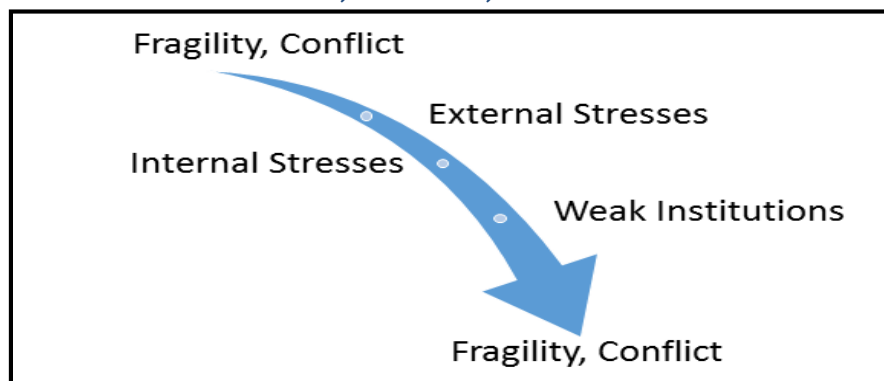 Fragility, Conflict
External Stresses
Internal Stresses
Weak Institutions
Fragility, Conflict